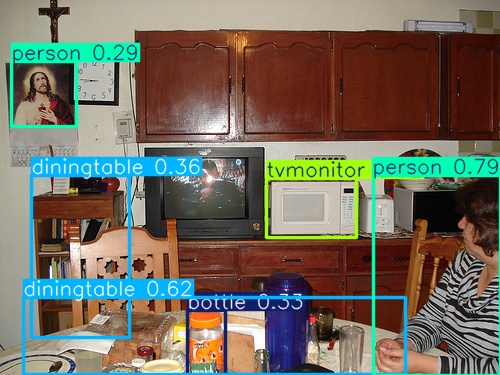 person 0.29
diningtable 0.36
tvmonitor
person 0.79
diningtable 0.62
bottle 0.33